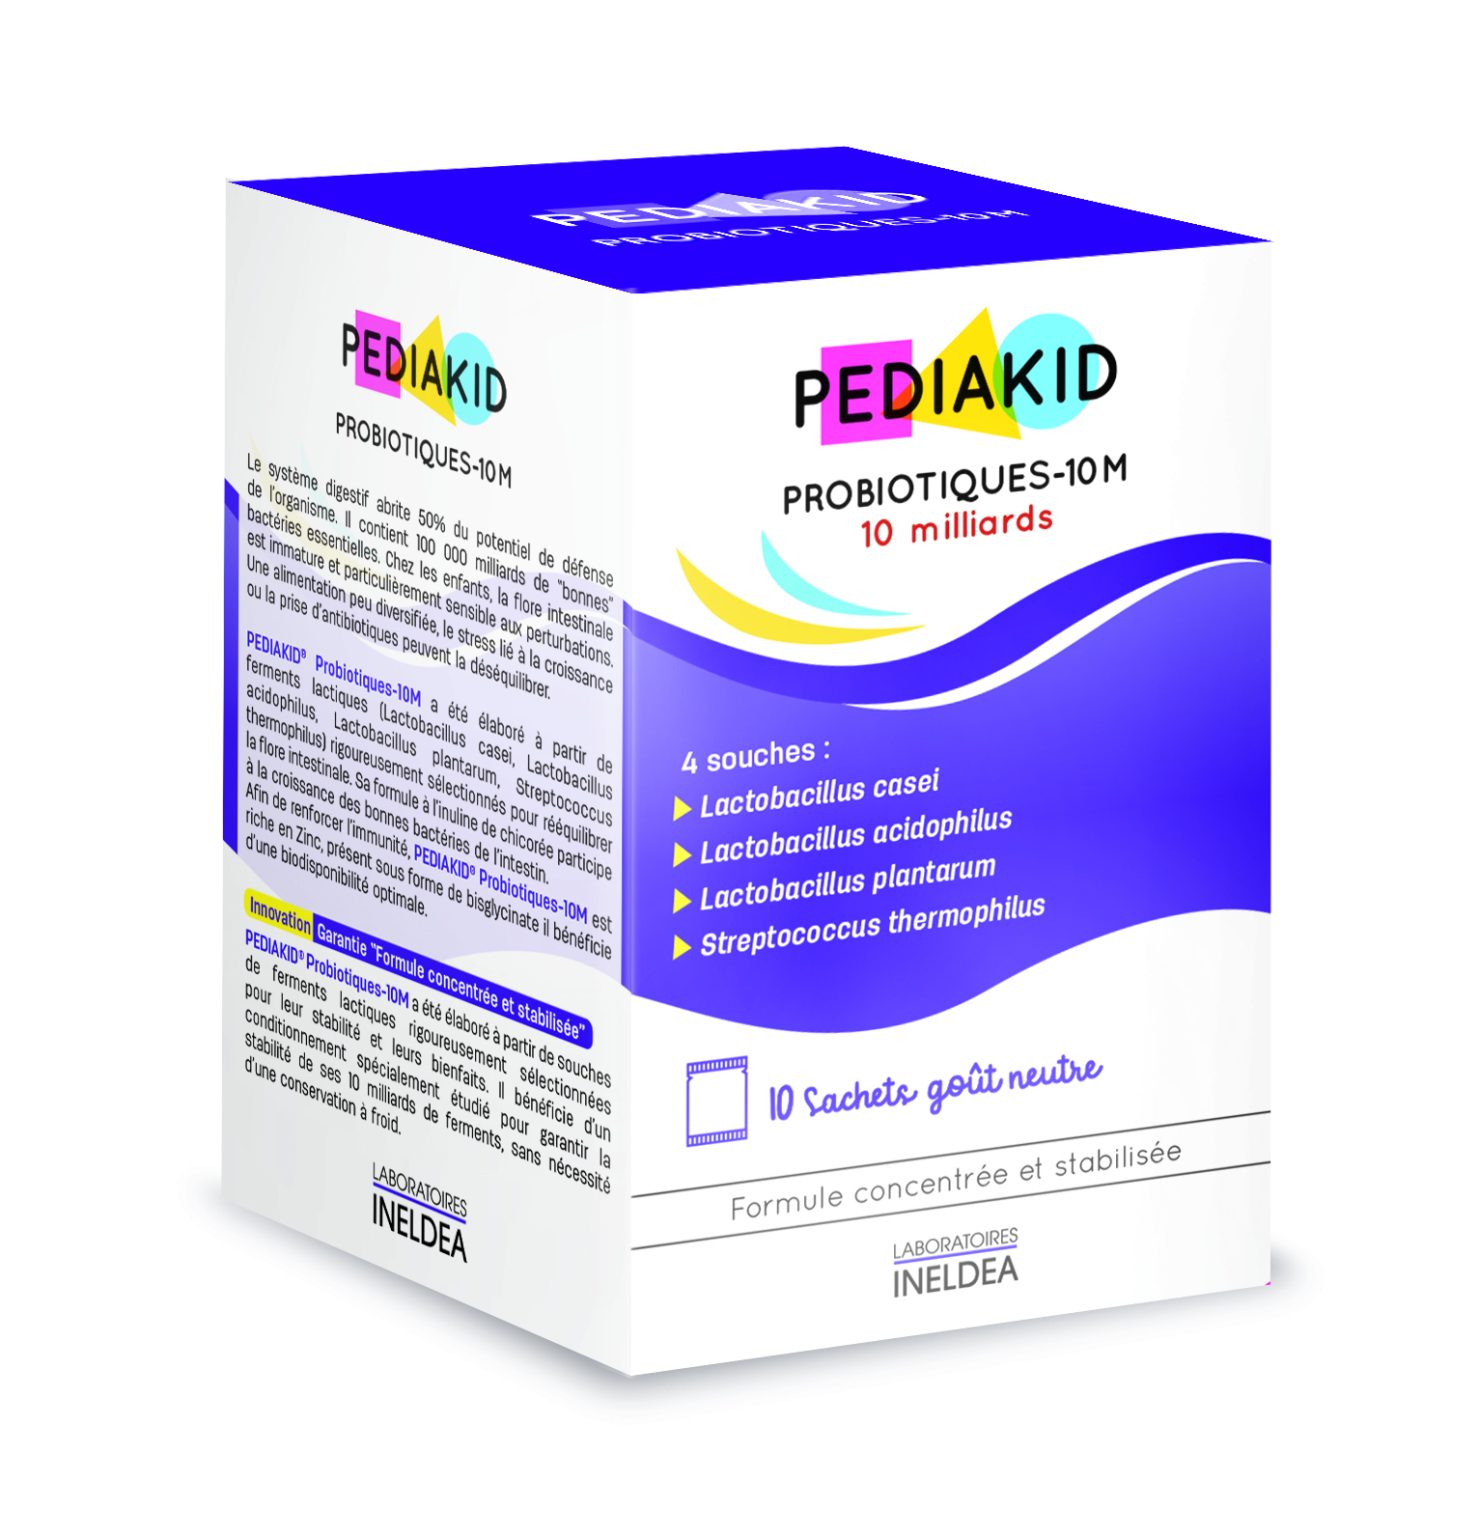 PEDIAKID
PROBIOTIQUES-10M
PEDIAKID
PROBIOTIQUES-10M
Le système digestif abrite 50% du potentiel de défense
de l'organisme. Il contient 100 000 milliards de "bonnes"
bactéries essentielles. Chez les enfants, la flore intestinale
est immature et particulièrement sensible aux perturbations.
Une alimentation peu diversifiée, le stress lié à la croissance
ou la prise d'antibiotiques peuvent la déséquilibrer.
PEDIAKID® Probiotiques-10M a été élaboré à partir de
ferments lactiques (Lactobacillus casei, Lactobacillus
acidophilus, Lactobacillus plantarum, Streptococcus
thermophilus) rigoureusement sélectionnés pour rééquilibrer
la flore intestinale. Sa formule à l'inuline de chicorée participe
à la croissance des bonnes bactéries de l'intestin.
Afin de renforcer l'immunité, PEDIAKID® Probiotiques-10M est
riche en Zinc, présent sous forme de bisglycinate il bénéficie
d'une biodisponibilité optimale.
Innovation Garantie "Formule concentrée et stabilisée"
PEDIAKID® Probiotiques-10M a été élaboré à partir de souches
de ferments lactiques rigoureusement sélectionnées
pour leur stabilité et leurs bienfaits. Il bénéficie d'un
conditionnement spécialement étudié pour garantir la
stabilité de ses 10 milliards de ferments, sans nécessité
d'une conservation à froid.
LABORATOIRES
INELDEA
PEDIAKID
PROBIOTIQUES-10M
10 milliards
4 souches :
Lactobacillus casei
Lactobacillus acidophilus
Lactobacillus plantarum
Streptococcus thermophilus
10 Sachets goût neutre
Formule concentrée et stabilisée
LABORATOIRES
INELDEA